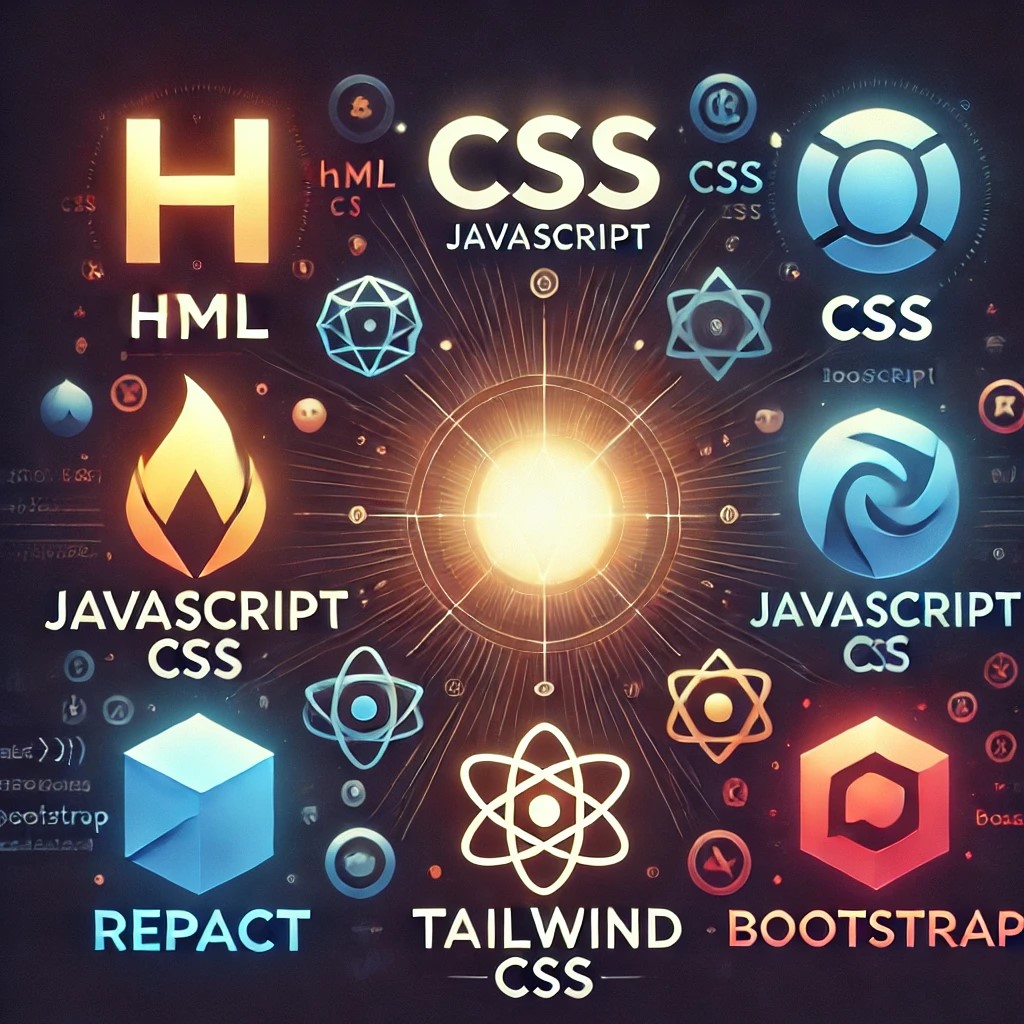 H
hML
CS
CSS
JAVASCRIPT
CSS
HML
CSS
JAVASCRIPT
CSS
JAVASCRIPT
CSS
REPACT
TAILWIND
CSS
BOOTSTRAP